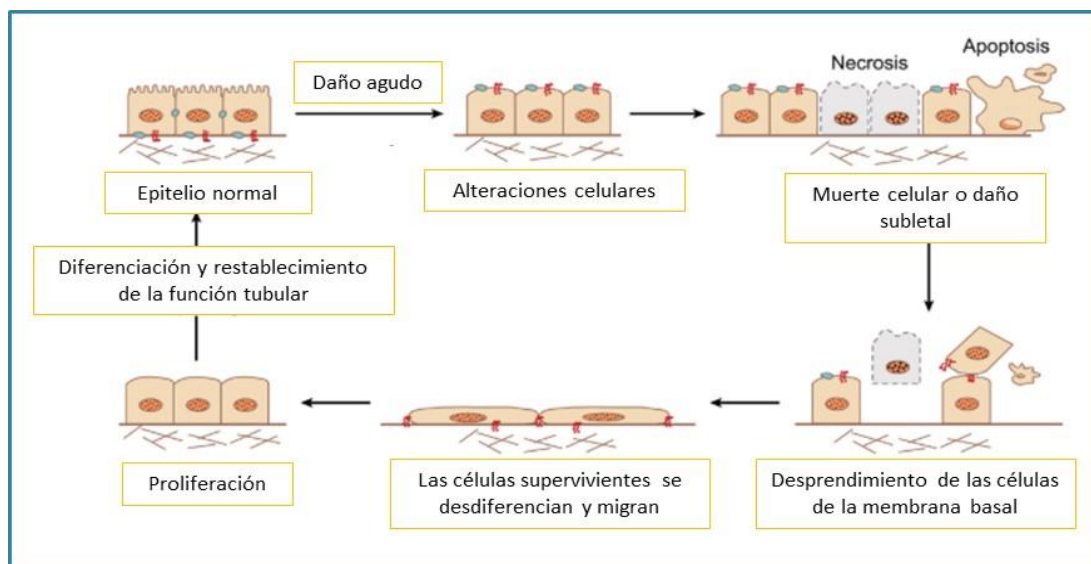 Daño agudo
Necrosis
Apoptosis
Epitelio normal
Alteraciones celulares
Muerte celular o daño
subletal
Diferenciación y restablecimiento
de la función tubular
Proliferación
Las células supervivientes se
desdiferencian y migran
Desprendimiento de las células
de la membrana basal